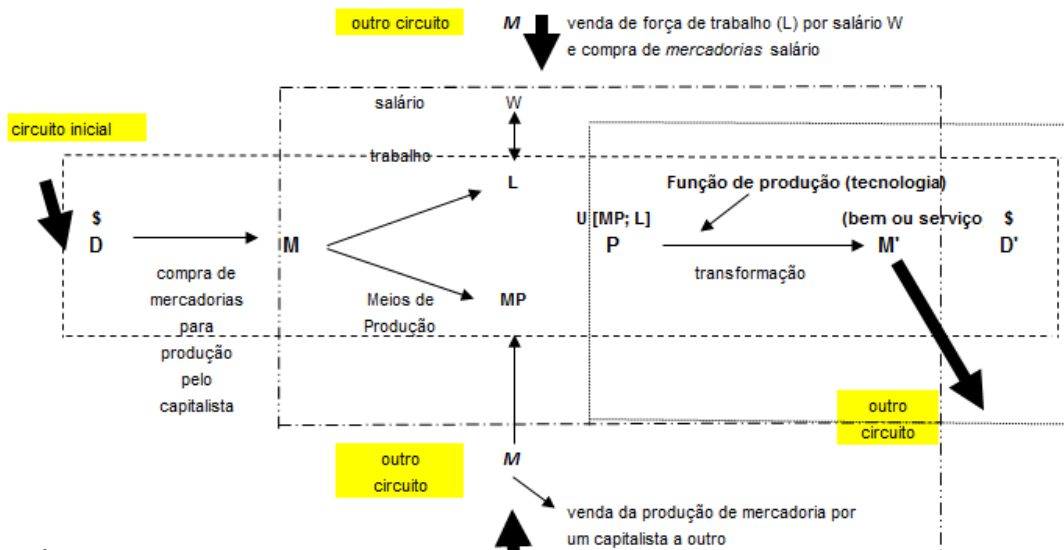 outro circuito
M
venda de força de trabalho (L) por salário W
e compra de mercadorias salário
salário
W
circuito inicial
trabalho
L
Função de produção (tecnologia)
$
U [MP; L]
(bem ou serviço
$
D
M
P
M'
D'
compra de
mercadorias
para
produção
pelo
capitalista
transformação
Meios de
Produção
MP
outro
circuito
outro
circuito
M
venda da produção de mercadoria por
um capitalista a outro